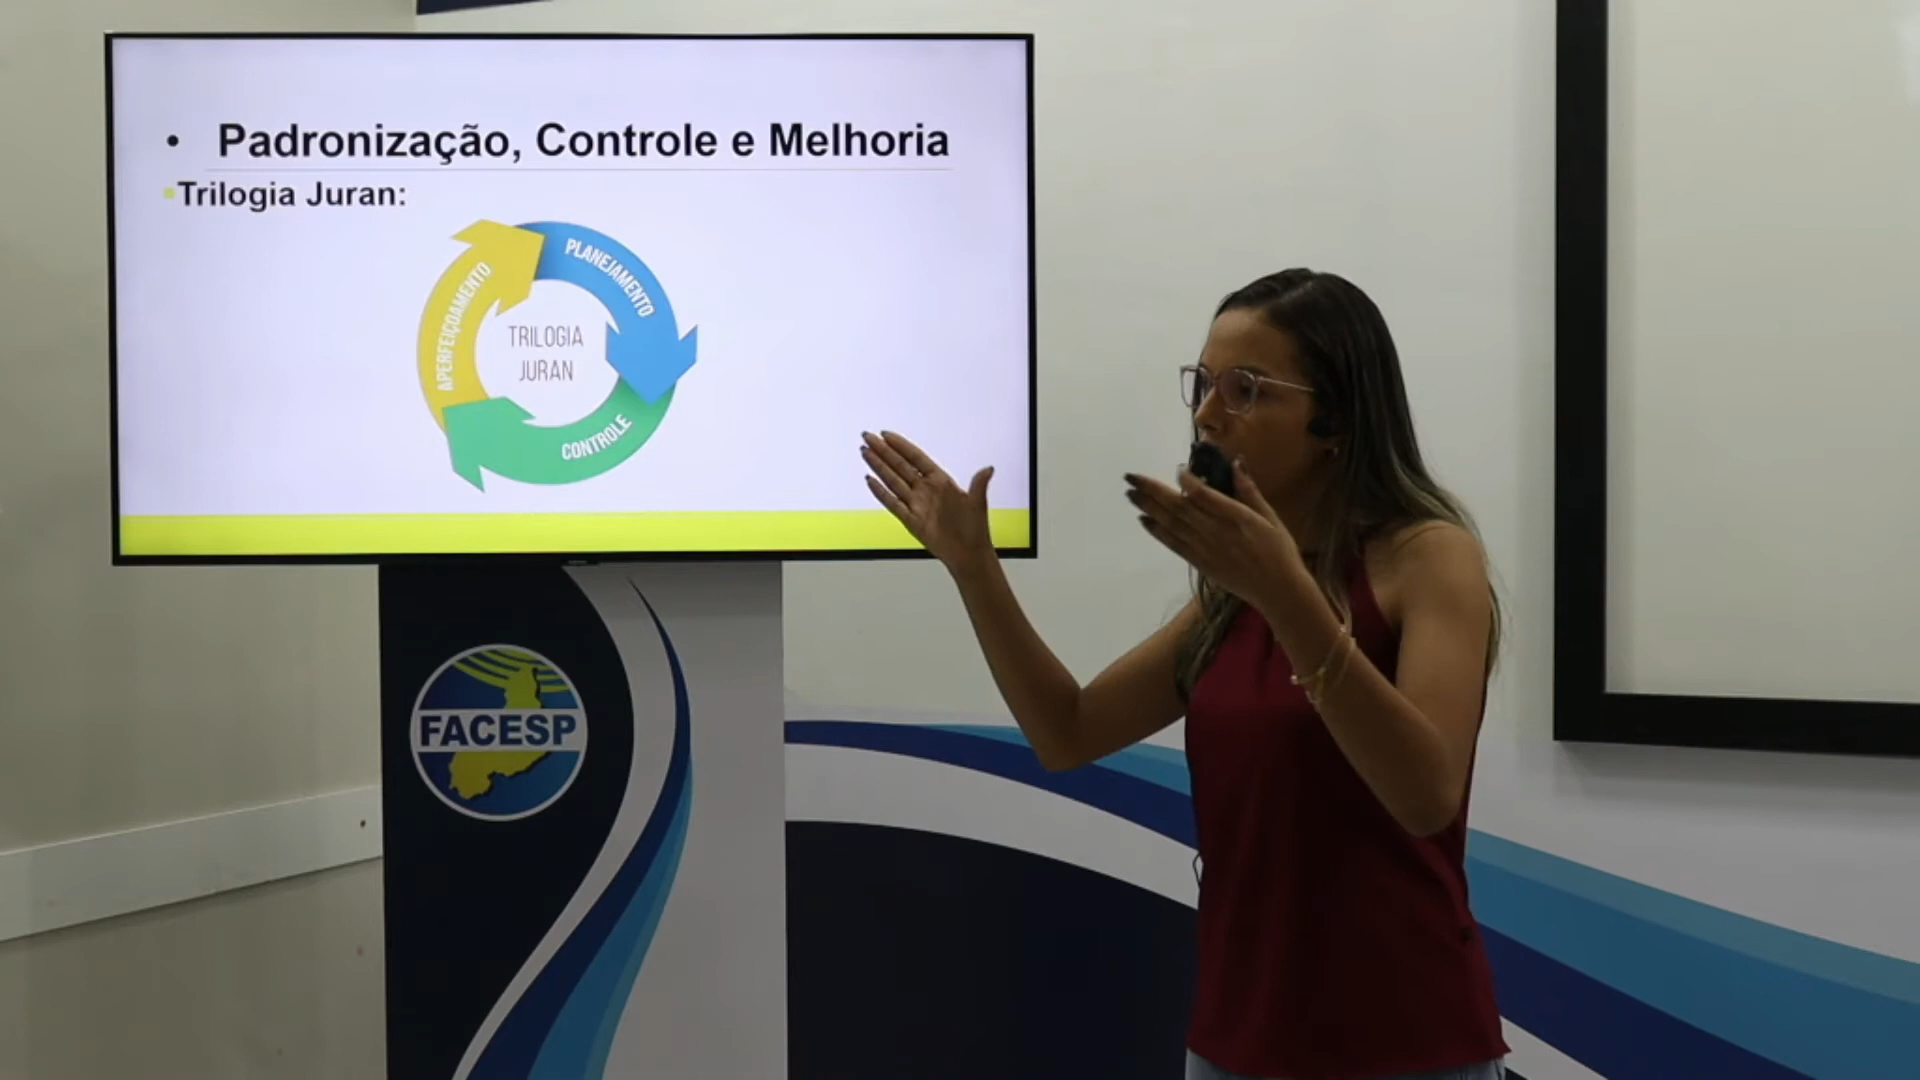 • Padronização, Controle e Melhoria
Trilogia Juran:
PLANEJAMENTO
APERFEIÇOAMENTO
TRILOGIA
JURAN
CONTROLE
FACESP